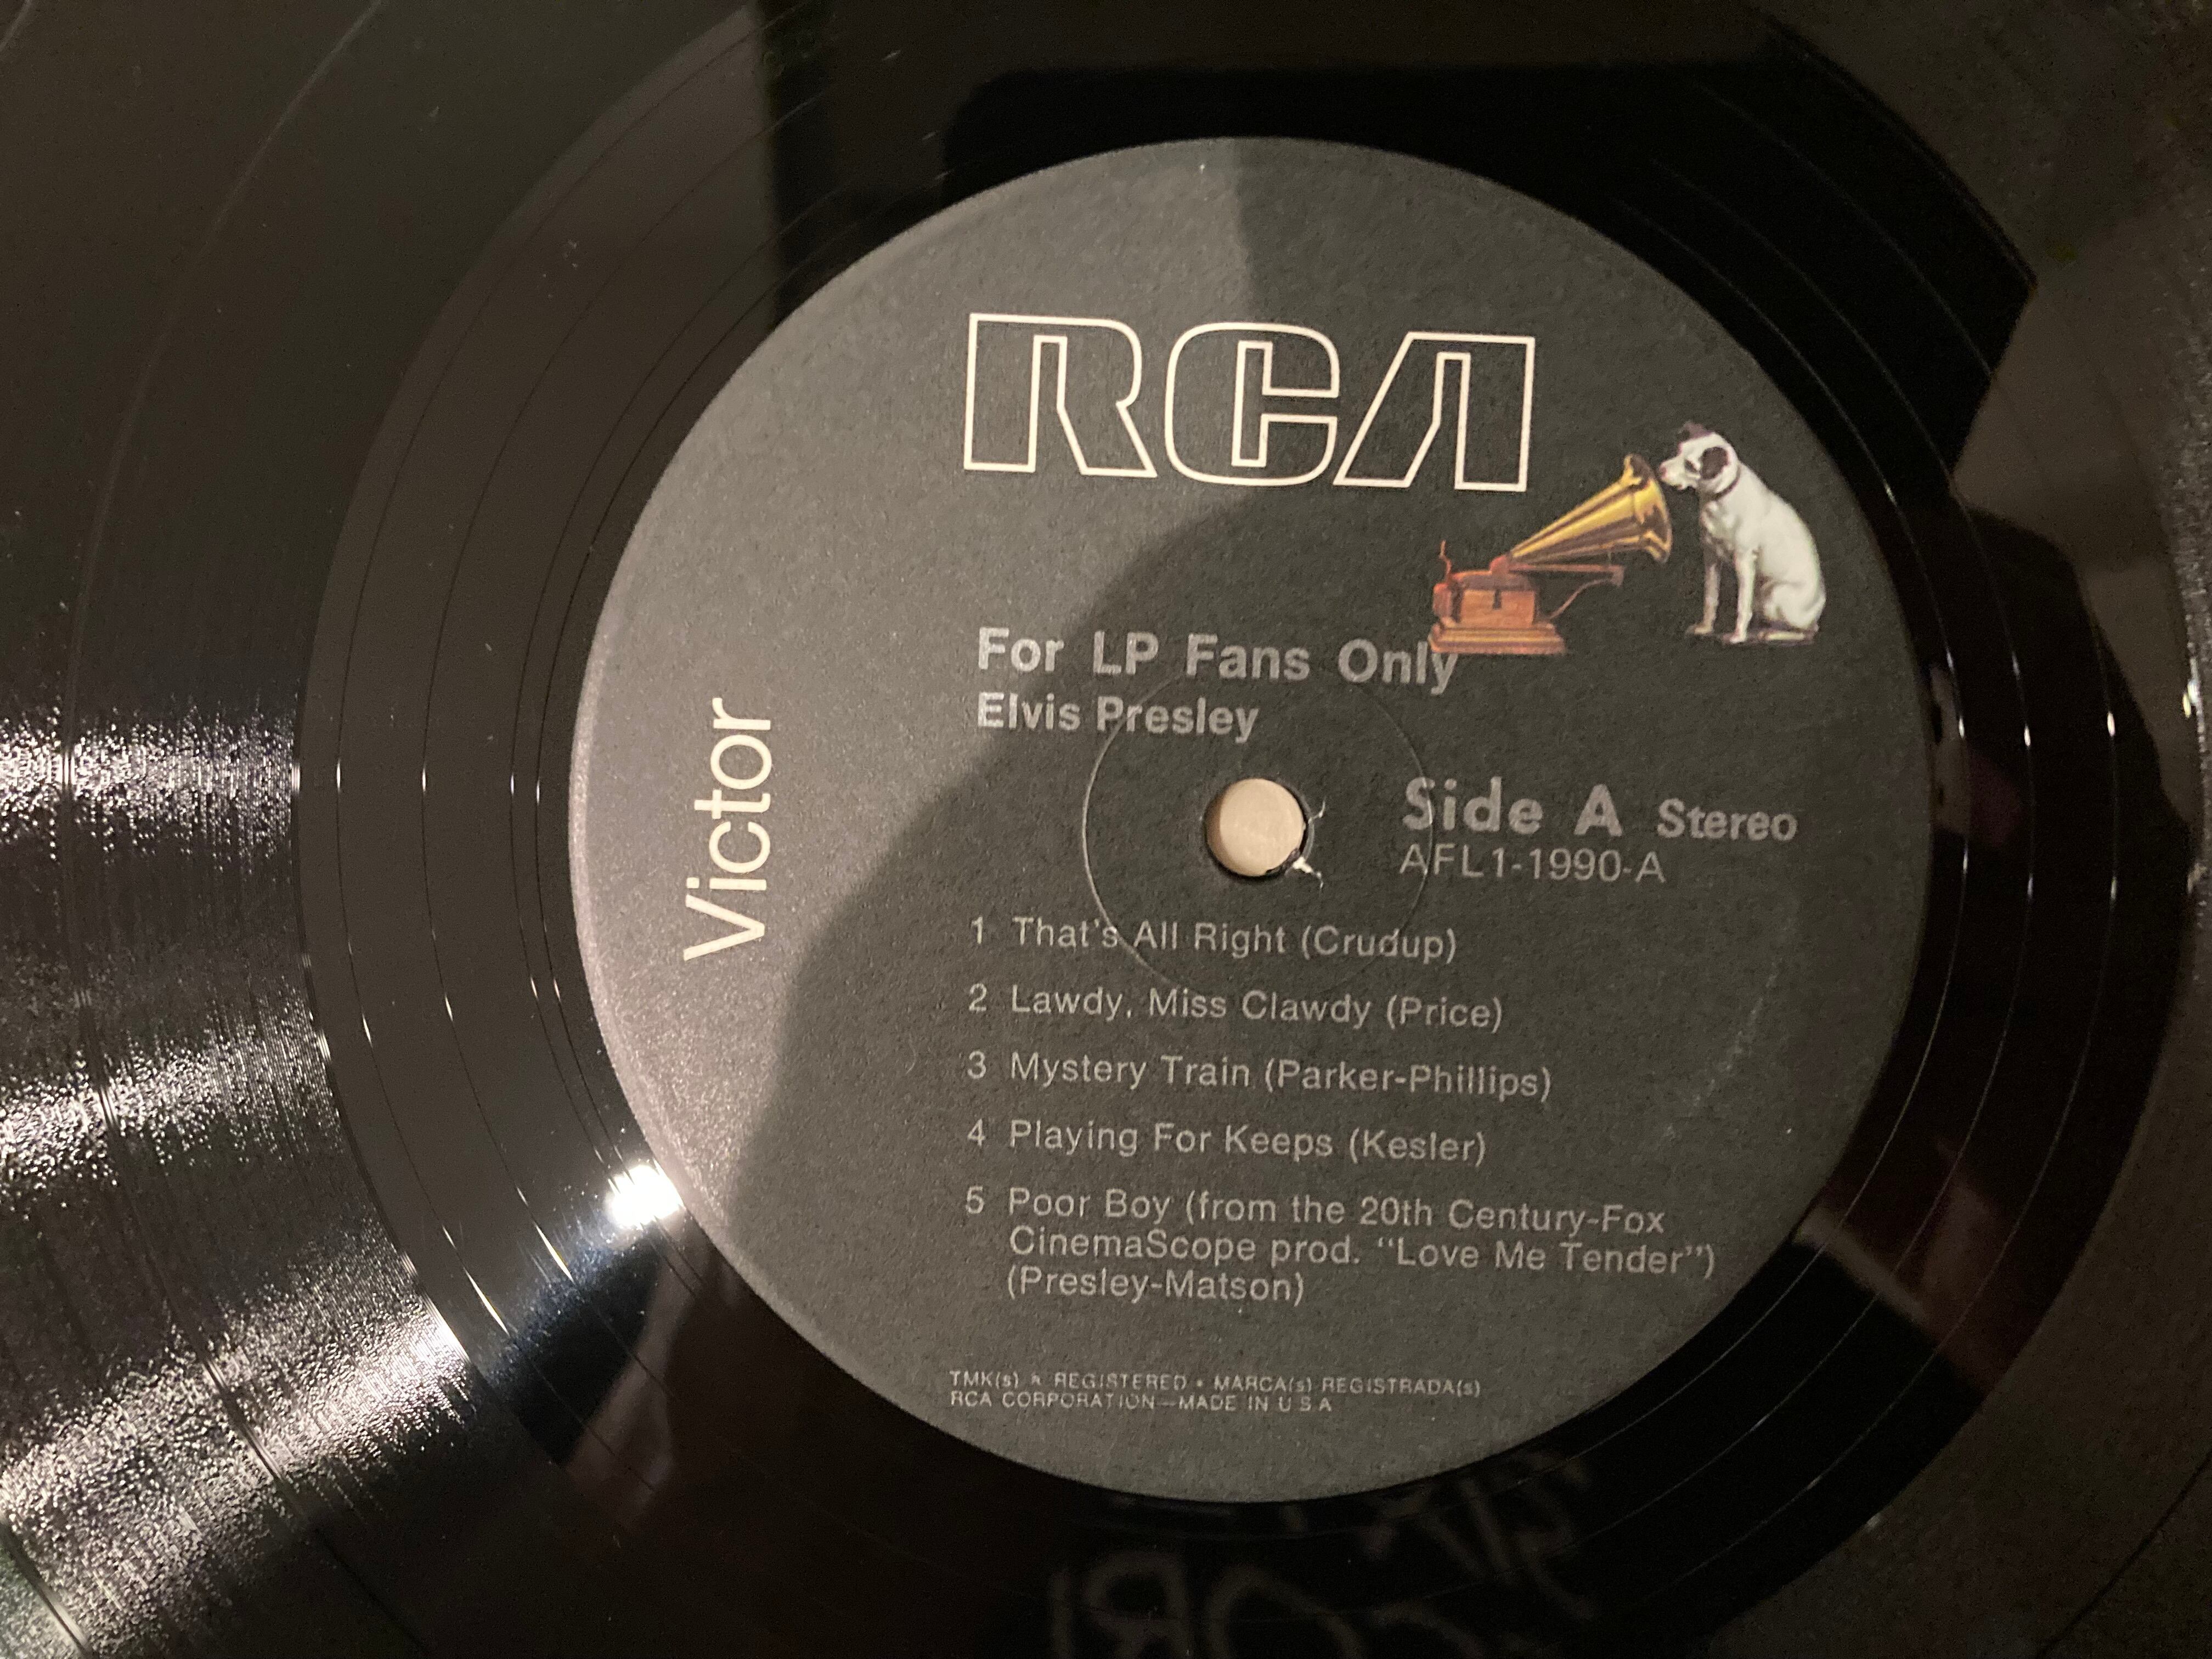 RCA
Victor
For LP Fans Only
Elvis Presley
Side A Stereo
AFL1-1990-A
1 That's All Right (Crudup)
2 Lawdy, Miss Clawdy (Price)
3 Mystery Train (Parker-Phillips)
4 Playing For Keeps (Kesler)
5 Poor Boy (from the 20th Century-Fox
CinemaScope prod. “Love Me Tender”)
(Presley-Matson)
TMK(s) ® REGISTERED • MARCA(s) REGISTRADA(s)
RCA CORPORATION—MADE IN U S A